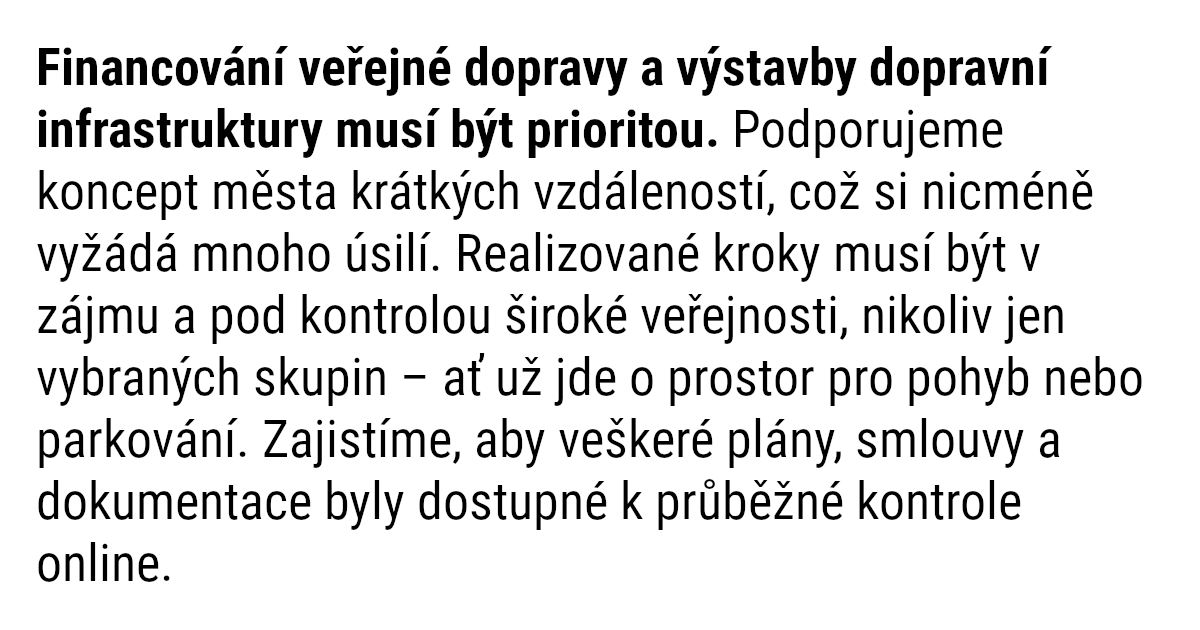 Financování veřejné dopravy a výstavby dopravní
infrastruktury musí být prioritou. Podporujeme
koncept města krátkých vzdáleností, což si nicméně
vyžádá mnoho úsilí. Realizované kroky musí být v
zájmu a pod kontrolou široké veřejnosti, nikoliv jen
vybraných skupin – ať už jde o prostor pro pohyb nebo
parkování. Zajistíme, aby veškeré plány, smlouvy a
dokumentace byly dostupné k průběžné kontrole
online.